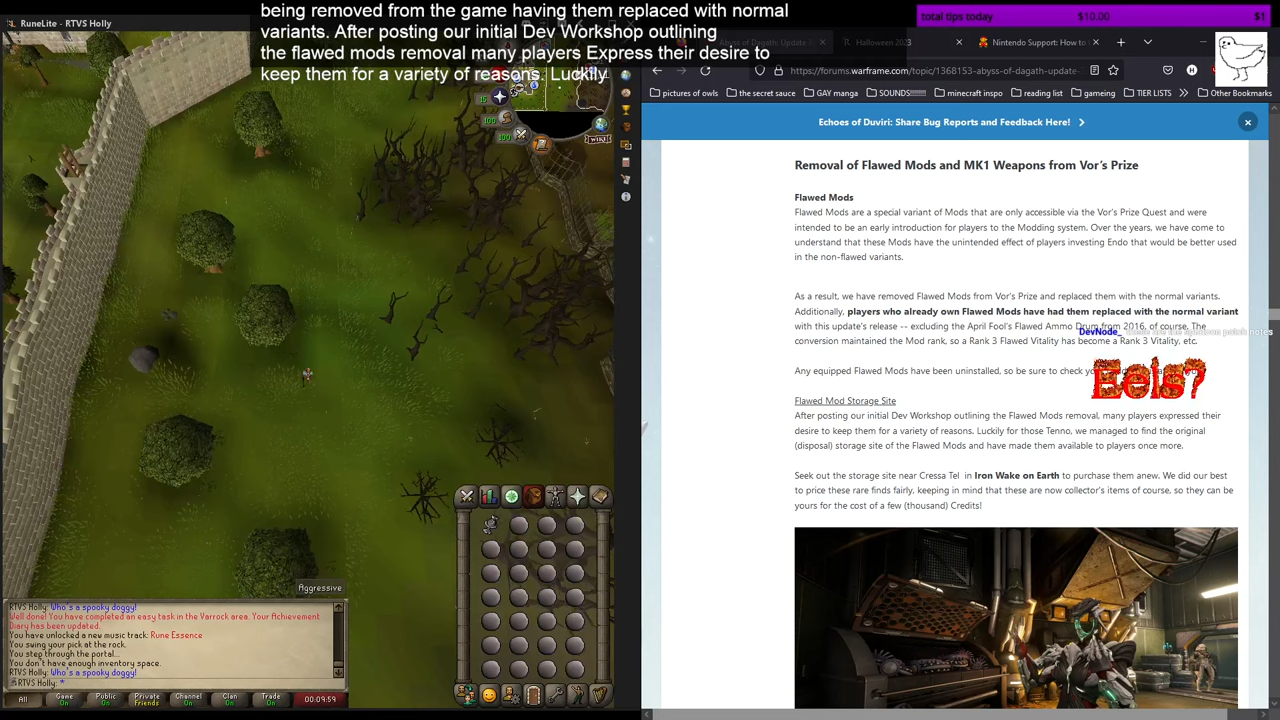 being removed from the game having them replaced with normal
variants. After posting our initial Dev Workshop outlining
the flawed mods removal many players Express their desire to
keep them for a variety of reasons. Luckily
total tips today $10.00 $1
RuneLite - RTVS Holly
Abyss of Dagath: Update
Halloween 2023
Nintendo Support: How to
https://forums.warframe.com/topic/1368153-abyss-of-dagath-update-
pictures of owls
the secret sauce
GAY manga
SOUNDS
minecraft inspo
reading list
gameing
TIER LISTS
Other Bookmarks
Echoes of Duviri: Share Bug Reports and Feedback Here!
15
100
100
WIKI
Removal of Flawed Mods and MK1 Weapons from Vor's Prize
Flawed Mods
Flawed Mods are a special variant of Mods that are only accessible via the Vor's Prize Quest and were
intended to be an early introduction for players to the Modding system. Over the years, we have come to
understand that these Mods have the unintended effect of players investing Endo that would be better used
in the non-flawed variants.
As a result, we have removed Flawed Mods from Vor's Prize and replaced them with the normal variants.
Additionally, players who already own Flawed Mods have had them replaced with the normal variant
with this update's release -- excluding the April Fool's Flawed Ammo Drum from 2016, of course. The
DevNode_
conversion maintained the Mod rank, so a Rank 3 Flawed Vitality has become a Rank 3 Vitality, etc.
Any equipped Flawed Mods have been uninstalled, so be sure to check
Eels?
Flawed Mod Storage Site
After posting our initial Dev Workshop outlining the Flawed Mods removal, many players expressed their
desire to keep them for a variety of reasons. Luckily for those Tenno, we managed to find the original
(disposal) storage site of the Flawed Mods and have made them available to players once more.
Seek out the storage site near Cressa Tel in Iron Wake on Earth to purchase them anew. We did our best
to price these rare finds fairly, keeping in mind that these are now collector's items of course, so they can be
yours for the cost of a few (thousand) Credits!
Aggressive
RTVS Holly: Who's a spooky doggy!
Well done! You have completed an easy task in the Varrock area. Your Achievement
Diary has been updated.
You have unlocked a new music track: Rune Essence
You swing your pick at the rock.
You step through the portal...
You don't have enough inventory space.
RTVS Holly: Who's a spooky doggy!
RTVS Holly: *
All
Game On
Public On
Private Friends
Channel On
Clan On
Trade On
00:09:59